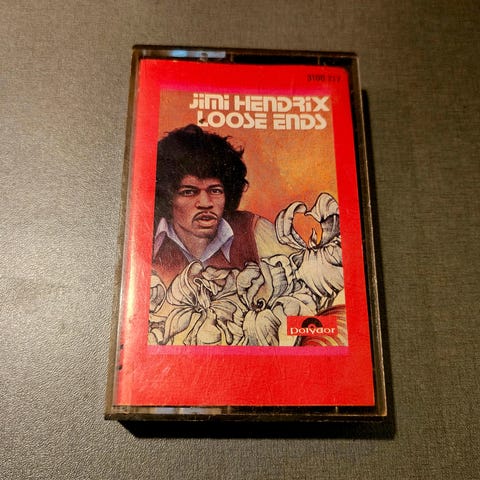 JIMI HENDRIX
LOOSE ENDS
polydor